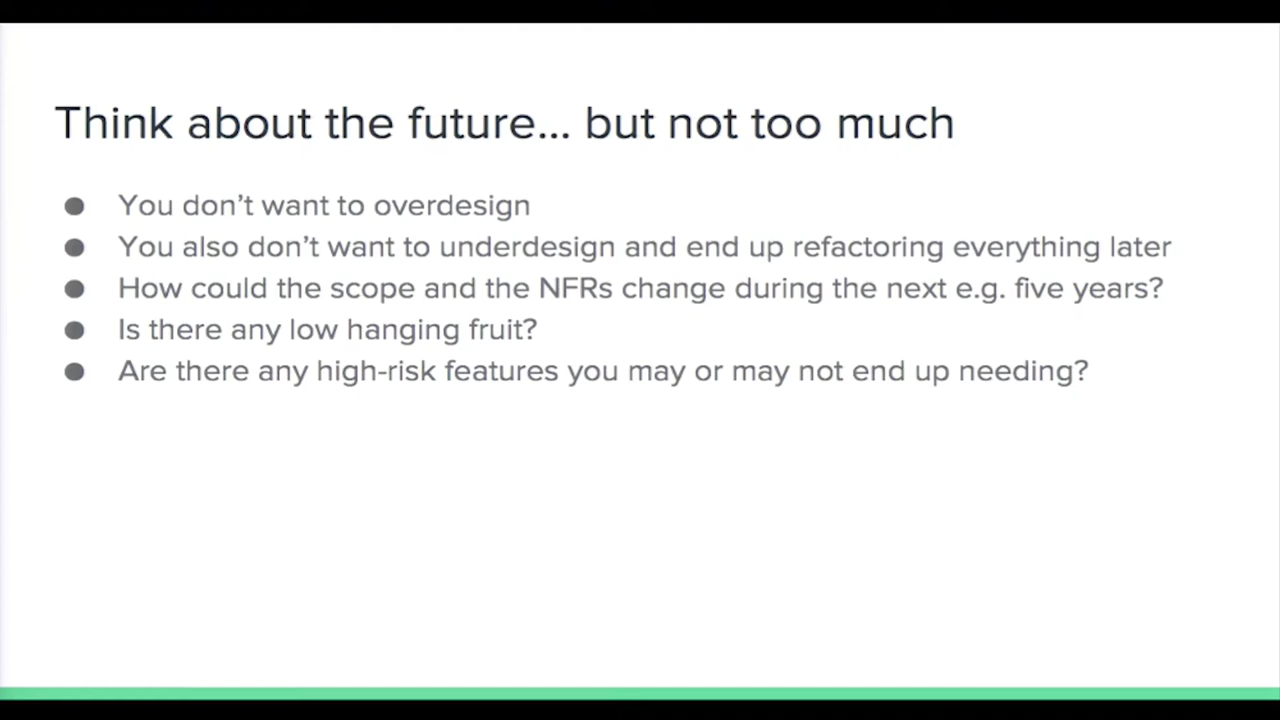 Think about the future... but not too much
● You don't want to overdesign
● You also don't want to underdesign and end up refactoring everything later
● How could the scope and the NFRs change during the next e.g. five years?
● Is there any low hanging fruit?
● Are there any high-risk features you may or may not end up needing?